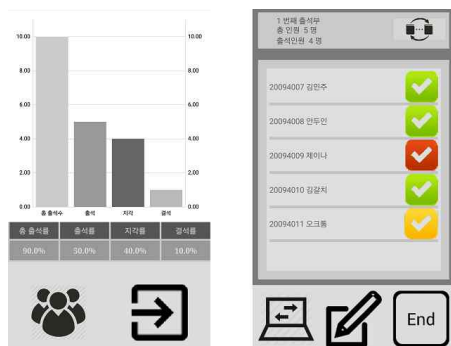 10.00
8.00
6.00
4.00
2.00
0.00
10.00
8.00
6.00
4.00
2.00
0.00
총 출석수 출석 지각 결석
총 출석률 출석률 지각률 결석률
90.0% 50.0% 40.0% 10.0%
1 번째 출석부
총 인원 5 명
출석인원 4 명
20094007 김민주
20094008 안두인
20094009 제이나
20094010 김갈치
20094011 오크통
End